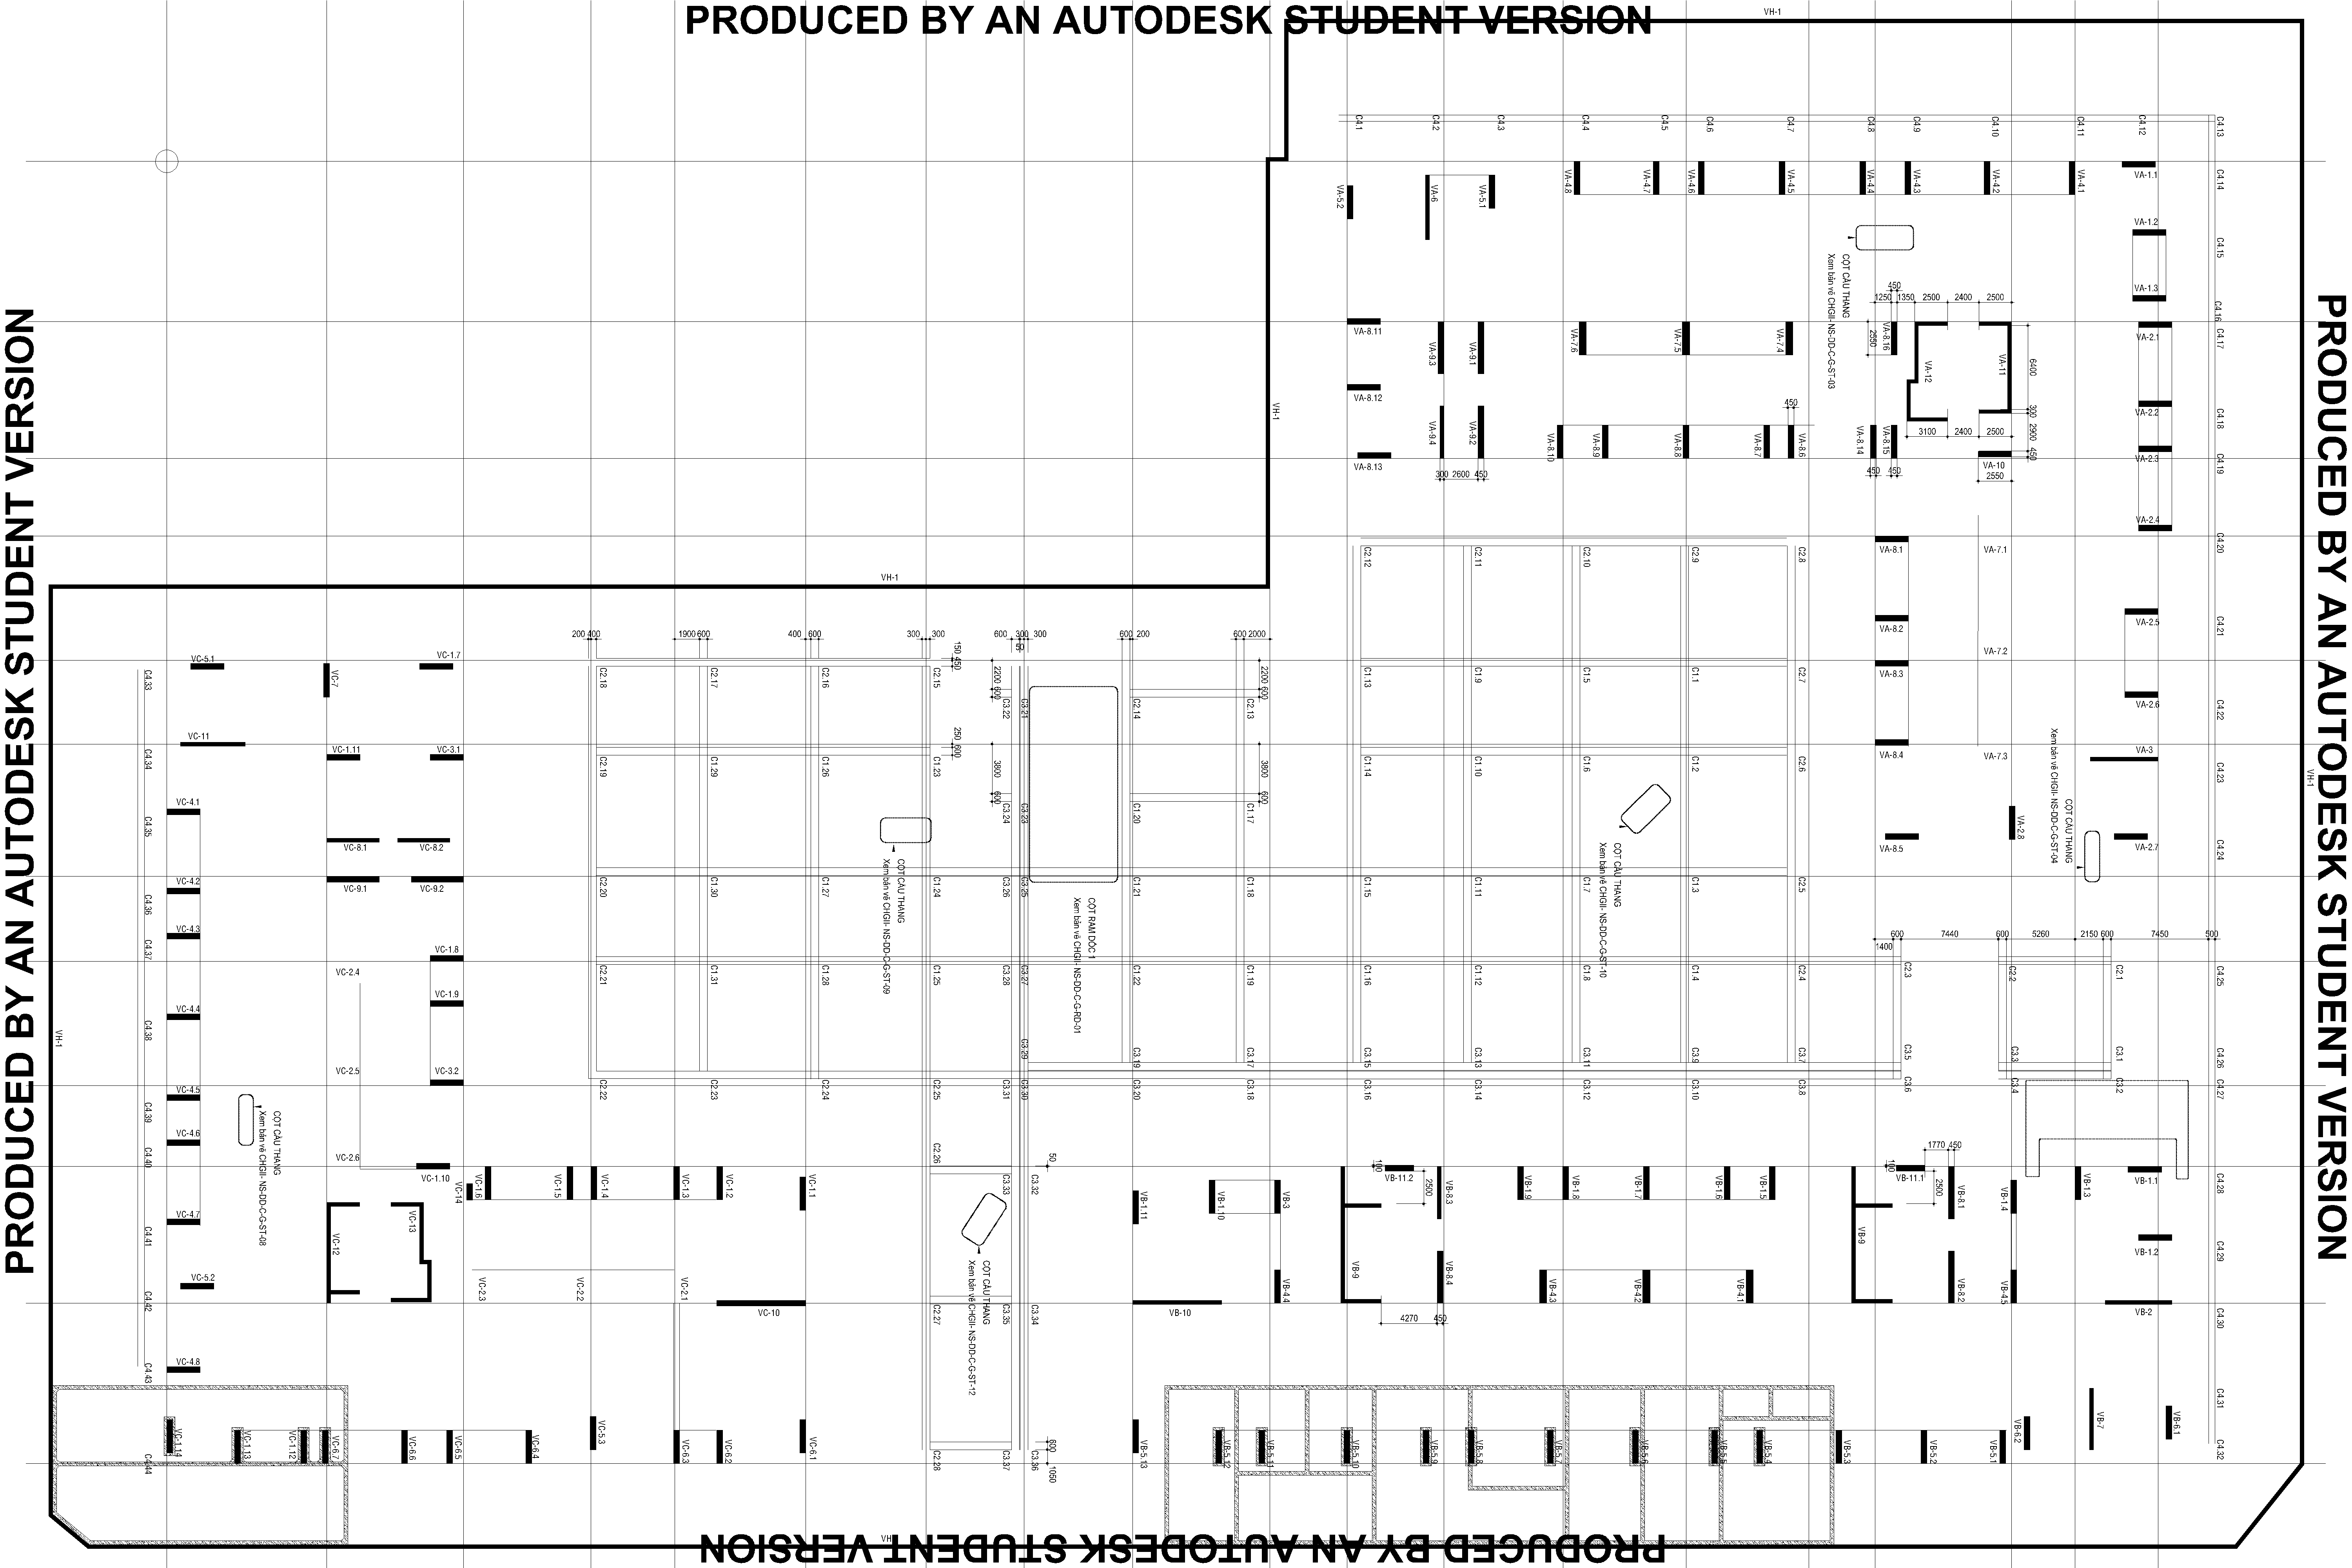 PRODUCED BY AN AUTODESK STUDENT VERSION
VH-1
C4.1
C4.2
C4.3
C4.4
C4.5
C4.6
C4.7
C4.8
C4.9
C4.10
C4.11
C4.12
C4.13
VA-5.2
VA-6
VA-5.1
VA-4.8
VA-4.7
VA-4.6
VA-4.5
VA-4.4
VA-4.3
VA-4.2
VA-4.1
VA-1.1
C4.14
VA-1.2
C4.15
VA-1.3
CỘT CẦU THANG
Xem bản vẽ CHGII- NS-DD-C-G-ST-03
450
1250
1350
2500
2400
2500
C4.16
VA-8.11
VA-9.3
VA-9.1
VA-7.6
VA-7.5
VA-7.4
2550
VA-8.16
VA-12
VA-11
6400
VA-2.1
C4.17
VA-8.12
VH-1
450
300
VA-2.2
C4.18
VA-9.4
VA-9.2
VA-8.10
VA-8.9
VA-8.8
VA-8.7
VA-8.6
VA-8.14
VA-8.15
3100
2400
2500
2900
450
VA-8.13
300
2600
450
450
450
VA-10
2550
VA-2.3
C4.19
VA-2.4
C2.12
C2.11
C2.10
C2.9
C2.8
VA-8.1
VA-7.1
C4.20
VH-1
VA-8.2
VA-2.5
C4.21
200
400
1900
600
400
600
300
300
600
300
50
300
600
200
600
2000
150
450
VC-5.1
VC-7
VC-1.7
C4.33
C2.18
C2.17
C2.16
C2.15
2200
600
C3.22
C3.21
C2.14
C2.13
2200
600
C1.13
C1.9
C1.5
C1.1
C2.7
VA-8.3
VA-7.2
VA-2.6
C4.22
VC-11
VC-1.11
VC-3.1
C4.34
C2.19
C1.29
C1.26
C1.23
250
600
3800
600
C3.24
C3.23
C1.20
C1.17
3800
600
C1.14
C1.10
C1.6
C1.2
C2.6
VA-8.4
VA-7.3
VA-3
C4.23
VH-1
CỘT CẦU THANG
Xem bản vẽ CHGII- NS-DD-C-G-ST-04
VC-4.1
C4.35
VC-8.1
VC-8.2
VA-8.5
VA-2.8
VA-2.7
C4.24
VC-4.2
VC-9.1
VC-9.2
C4.36
C2.20
C1.30
C1.27
CỘT CẦU THANG
Xem bản vẽ CHGII- NS-DD-C-G-ST-09
C1.24
C3.26
C3.25
CỘT RAM DỐC 1
Xem bản vẽ CHGII- NS-DD-C-G-RD-01
C1.21
C1.18
C1.15
C1.11
C1.7
CỘT CẦU THANG
Xem bản vẽ CHGII- NS-DD-C-G-ST-10
C1.3
C2.5
VC-4.3
C4.37
VC-1.8
1400
600
7440
600
5260
2150
600
7450
500
VC-2.4
C2.21
C1.31
C1.28
C1.25
C3.28
C3.27
C1.22
C1.19
C1.16
C1.12
C1.8
C1.4
C2.4
C2.3
C2.2
C2.1
C4.25
VC-1.9
VC-4.4
C4.38
VH-1
C3.29
C3.19
C3.17
C3.15
C3.13
C3.11
C3.9
C3.7
C3.5
C3.3
C3.1
C4.26
VC-2.5
VC-3.2
VC-4.5
C4.39
C2.22
C2.23
C2.24
C2.25
C3.31
C3.30
C3.20
C3.18
C3.16
C3.14
C3.12
C3.10
C3.8
C3.6
C3.4
C3.2
C4.27
VC-4.6
CỘT CẦU THANG
Xem bản vẽ CHGII- NS-DD-C-G-ST-08
C4.40
VC-2.6
VC-1.10
VC-14
VC-1.6
VC-1.5
VC-1.4
VC-1.3
VC-1.2
VC-1.1
C2.26
C3.33
C3.32
50
VB-1.11
VB-1.10
VB-3
100
VB-11.2
2500
VB-8.3
VB-1.9
VB-1.8
VB-1.7
VB-1.6
VB-1.5
100
VB-11.1
2500
1770
450
VB-8.1
VB-1.4
VB-1.3
VB-1.1
C4.28
VC-4.7
C4.41
VC-12
VC-13
VB-9
VB-8.4
VB-9
VB-8.2
VB-1.2
C4.29
VC-5.2
C4.42
VC-2.3
VC-2.2
VC-2.1
VC-10
C2.27
CỘT CẦU THANG
Xem bản vẽ CHGII- NS-DD-C-G-ST-12
C3.35
C3.34
VB-10
VB-4.4
4270
450
VB-4.3
VB-4.2
VB-4.1
VB-4.5
VB-2
C4.30
VC-4.8
C4.43
C4.31
VC-1.14
VC-1.13
VC-1.12
VC-6.7
VC-6.6
VC-6.5
VC-6.4
VC-5.3
VC-6.3
VC-6.2
VC-6.1
C2.28
C3.37
C3.36
600
1050
VB-5.13
VB-5.12
VB-5.11
VB-5.10
VB-5.9
VB-5.8
VB-5.7
VB-5.6
VB-5.5
VB-5.4
VB-5.3
VB-5.2
VB-5.1
VB-6.2
VB-7
VB-6.1
C4.32
C4.44
VH-1
PRODUCED BY AN AUTODESK STUDENT VERSION
PRODUCED BY AN AUTODESK STUDENT VERSION
PRODUCED BY AN AUTODESK STUDENT VERSION